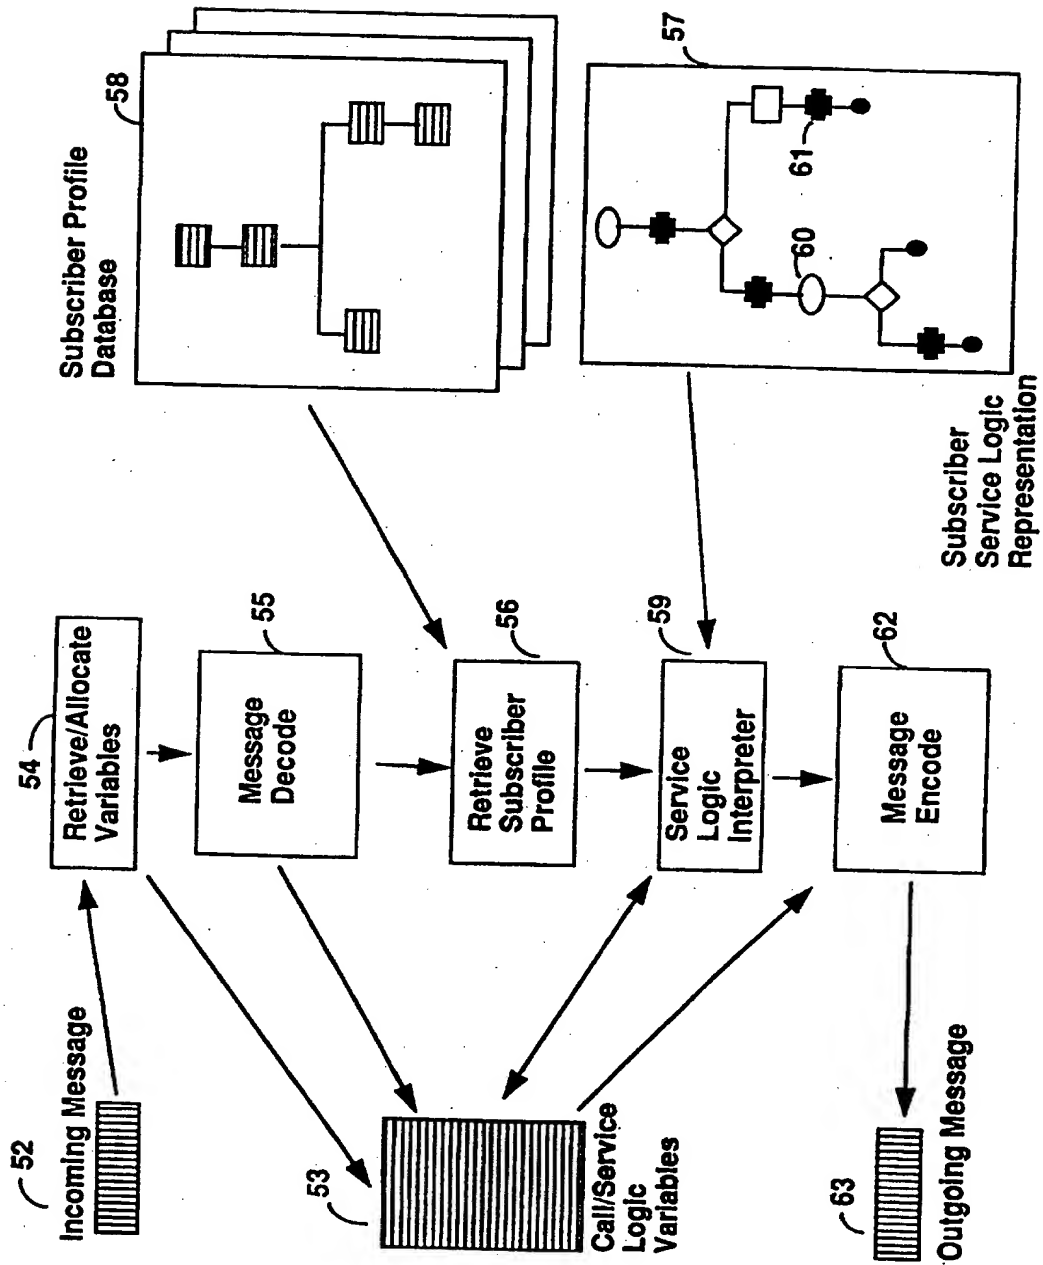 52
Incoming Message
54
Retrieve/Allocate
Variables
58
Subscriber Profile
Database
53
Call/Service
Logic
Variables
55
Message
Decode
56
Retrieve
Subscriber
Profile
59
Service
Logic
Interpreter
57
60
61
Subscriber
Service Logic
Representation
62
Message
Encode
63
Outgoing Message